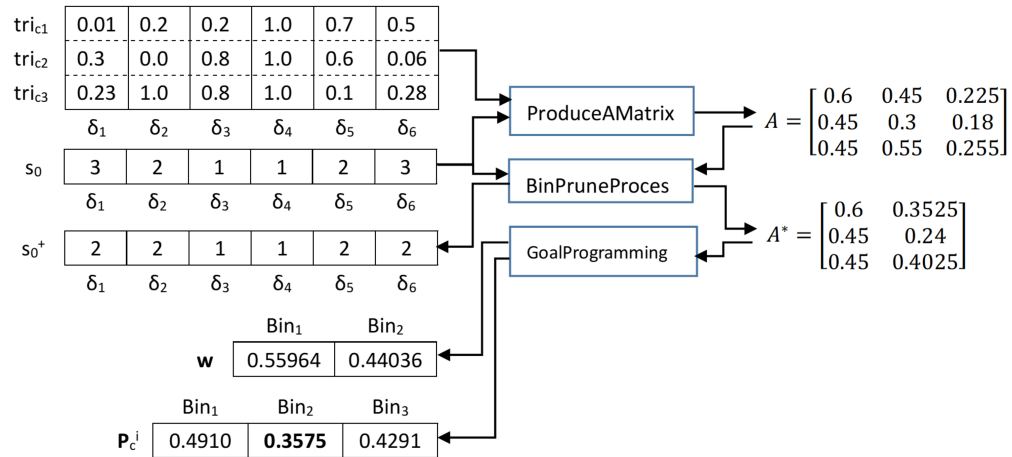 tri_c1 0.01 0.2 0.2 1.0 0.7 0.5
tri_c2 0.3 0.0 0.8 1.0 0.6 0.06
tri_c3 0.23 1.0 0.8 1.0 0.1 0.28
δ₁ δ₂ δ₃ δ₄ δ₅ δ₆
s₀ 3 2 1 1 2 3
δ₁ δ₂ δ₃ δ₄ δ₅ δ₆
s₀⁺ 2 2 1 1 2 2
δ₁ δ₂ δ₃ δ₄ δ₅ δ₆
ProduceAMatrix
BinPruneProces
GoalProgramming
A = [0.6 0.45 0.225
0.45 0.3 0.18
0.45 0.55 0.255]
A* = [0.6 0.3525
0.45 0.24
0.45 0.4025]
Bin₁ Bin₂
w 0.55964 0.44036
Bin₁ Bin₂ Bin₃
P_c^i 0.4910 0.3575 0.4291